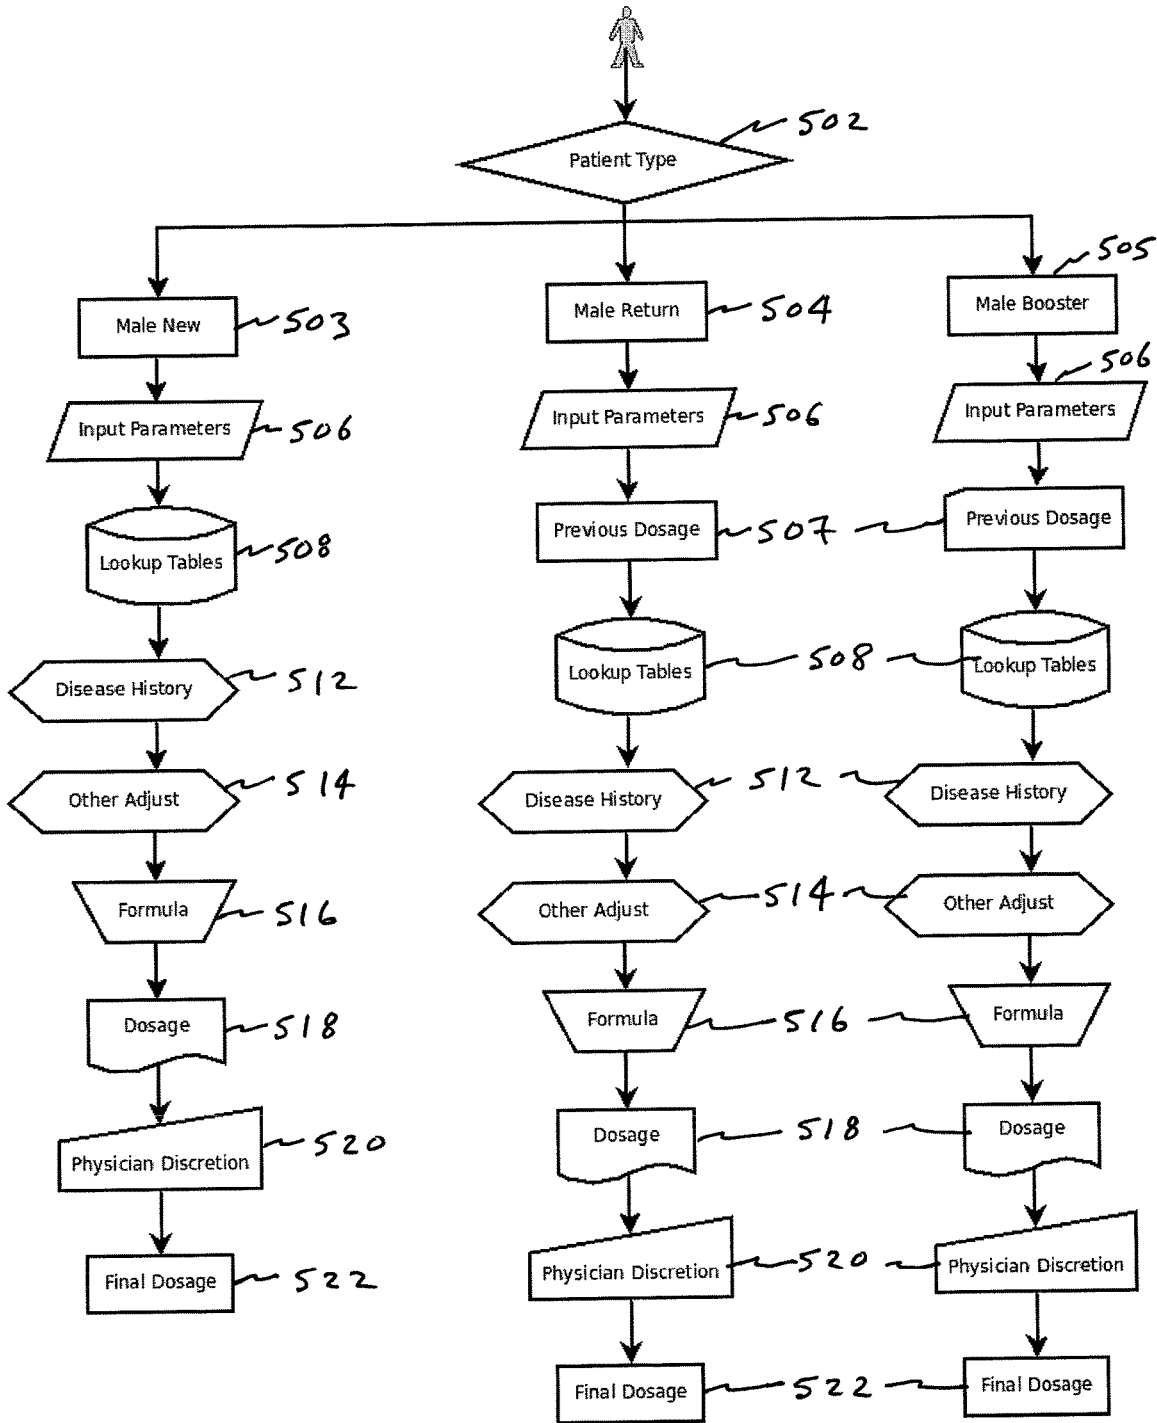 502
Patient Type
505
Male New 503
Male Return 504
Male Booster
506
Input Parameters 506
Input Parameters 506
Input Parameters
Lookup Tables 508
Previous Dosage 507 Previous Dosage
Disease History 512
Lookup Tables 508 Lookup Tables
Other Adjust 514
Disease History 512 Disease History
Formula 516
Other Adjust 514 Other Adjust
Dosage 518
Formula 516 Formula
Physician Discretion 520
Dosage 518 Dosage
Final Dosage 522
Physician Discretion 520 Physician Discretion
Final Dosage 522 Final Dosage